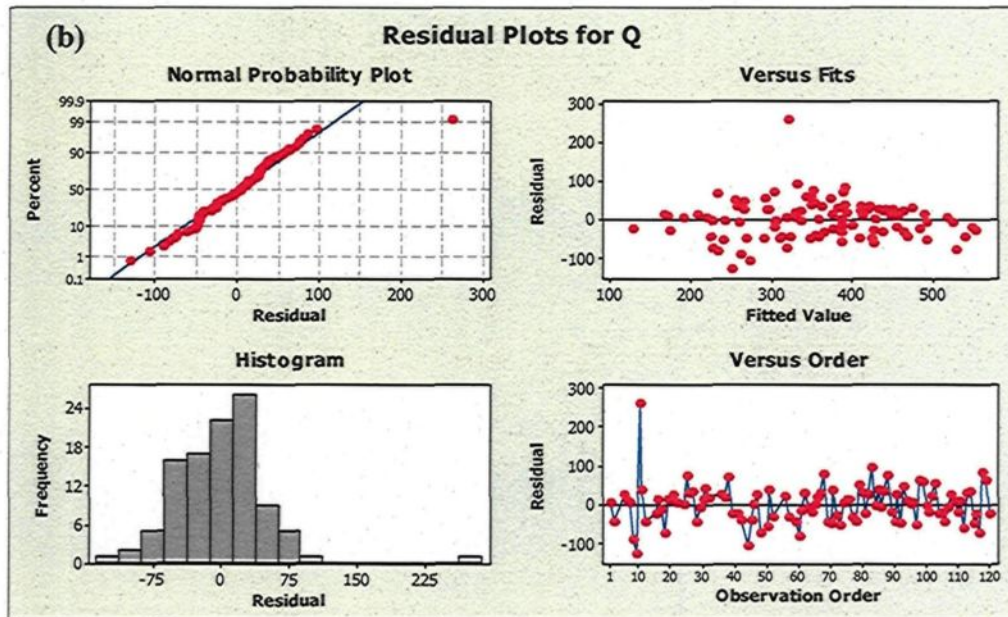 (b)
Residual Plots for Q
Normal Probability Plot
99.9
99
90
50
10
1
0.1
Percent
-100 0 100 200 300
Residual
Versus Fits
300
200
100
0
-100
Residual
100 200 300 400 500
Fitted Value
Histogram
24
18
12
6
0
Frequency
-75 0 75 150 225
Residual
Versus Order
300
200
100
0
-100
Residual
1 10 20 30 40 50 60 70 80 90 100 110 120
Observation Order